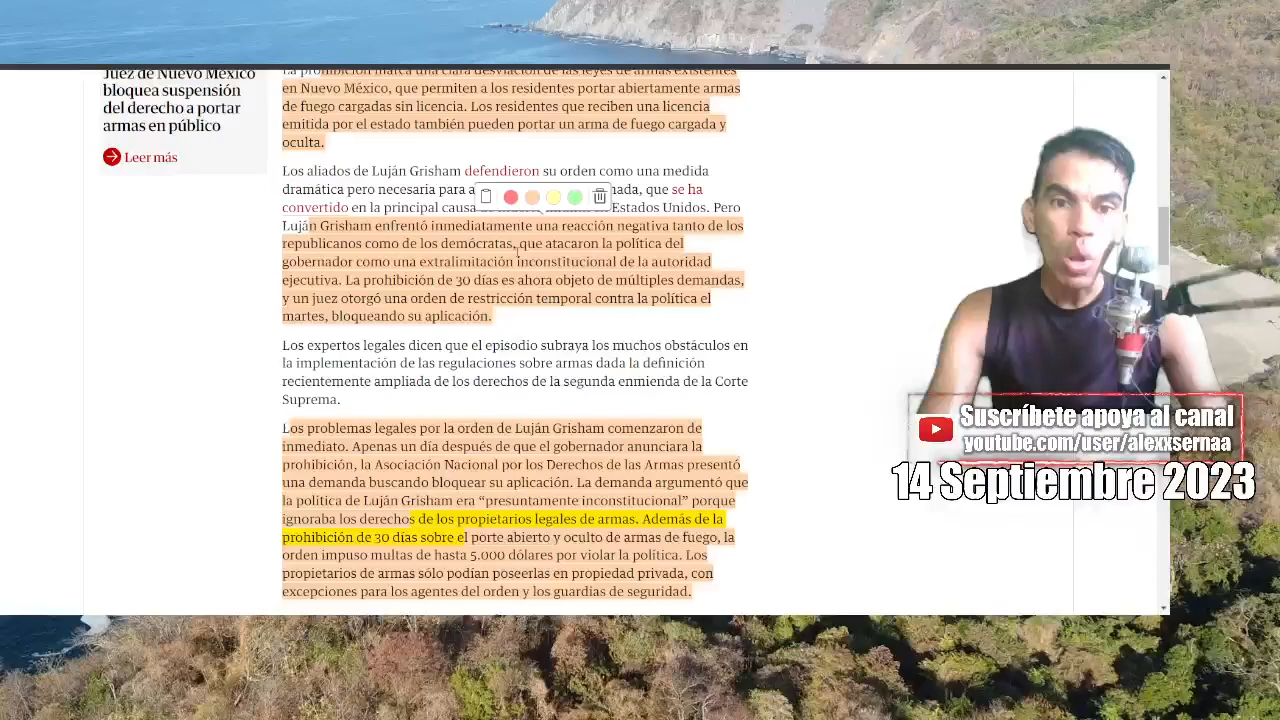 Juez de Nuevo México
bloquea suspensión
del derecho a portar
armas en público
Leer más
La prohibición marca una clara desviación de las leyes de armas existentes
en Nuevo México, que permiten a los residentes portar abiertamente armas
de fuego cargadas sin licencia. Los residentes que reciben una licencia
emitida por el estado también pueden portar un arma de fuego cargada y
oculta.
Los aliados de Luján Grisham defendieron su orden como una medida
dramática pero necesaria para a nada, que se ha
convertido en la principal causa Estados Unidos. Pero
Luján Grisham enfrentó inmediatamente una reacción negativa tanto de los
republicanos como de los demócratas, que atacaron la política del
gobernador como una extralimitación inconstitucional de la autoridad
ejecutiva. La prohibición de 30 días es ahora objeto de múltiples demandas,
y un juez otorgó una orden de restricción temporal contra la política el
martes, bloqueando su aplicación.
Los expertos legales dicen que el episodio subraya los muchos obstáculos en
la implementación de las regulaciones sobre armas dada la definición
recientemente ampliada de los derechos de la segunda enmienda de la Corte
Suprema.
Los problemas legales por la orden de Luján Grisham comenzaron de
inmediato. Apenas un día después de que el gobernador anunciara la
prohibición, la Asociación Nacional por los Derechos de las Armas presentó
una demanda buscando bloquear su aplicación. La demanda argumentó que
la política de Luján Grisham era “presuntamente inconstitucional” porque
ignoraba los derechos de los propietarios legales de armas. Además de la
prohibición de 30 días sobre el porte abierto y oculto de armas de fuego, la
orden impuso multas de hasta 5.000 dólares por violar la política. Los
propietarios de armas sólo podían poseerlas en propiedad privada, con
excepciones para los agentes del orden y los guardias de seguridad.
Suscríbete apoya al canal
youtube.com/user/alexxsernaa
14 Septiembre 2023